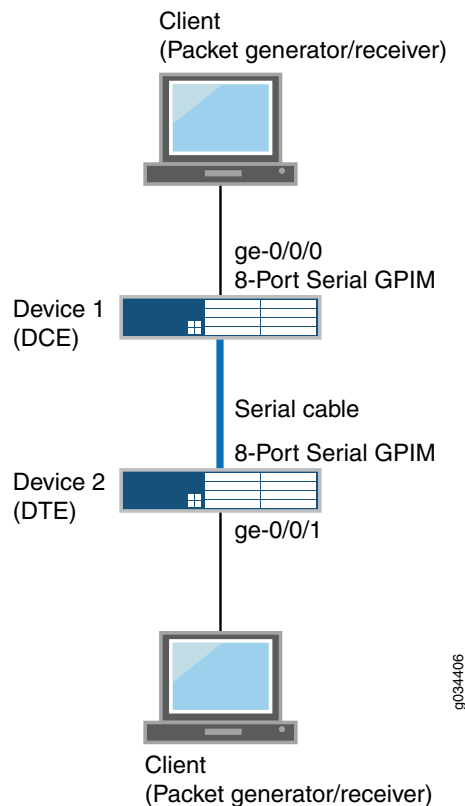 Client
(Packet generator/receiver)
ge-0/0/0
8-Port Serial GPIM
Device 1
(DCE)
Serial cable
8-Port Serial GPIM
Device 2
(DTE)
ge-0/0/1
g034406
Client
(Packet generator/receiver)